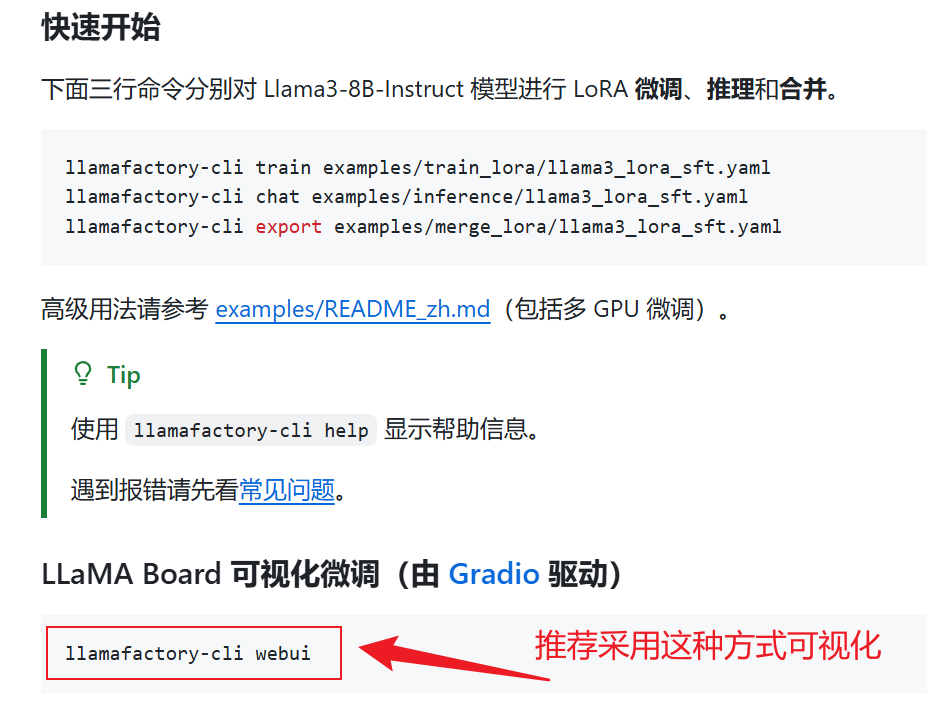 快速开始
下面三行命令分别对 Llama3-8B-Instruct 模型进行 LoRA 微调、推理和合并。
llamafactory-cli train examples/train_lora/llama3_lora_sft.yaml
llamafactory-cli chat examples/inference/llama3_lora_sft.yaml
llamafactory-cli export examples/merge_lora/llama3_lora_sft.yaml
高级用法请参考 examples/README_zh.md（包括多 GPU 微调）。
Tip
使用 llamafactory-cli help 显示帮助信息。
遇到报错请先看常见问题。
LLaMA Board 可视化微调（由 Gradio 驱动）
llamafactory-cli webui
推荐采用这种方式可视化